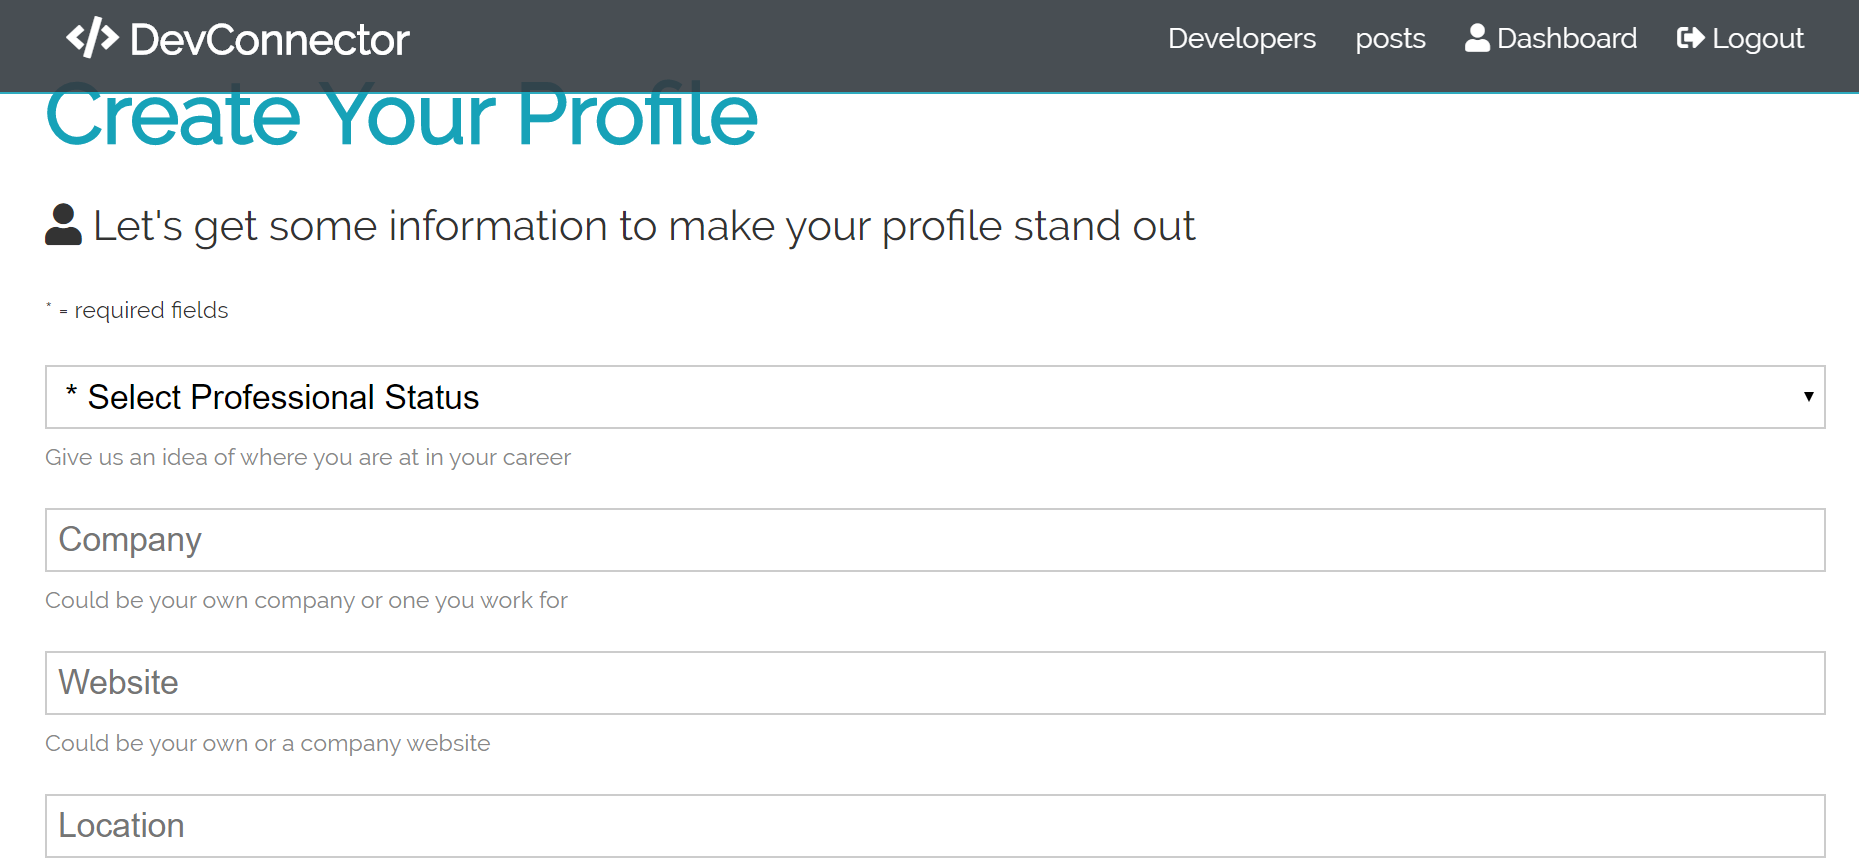 </> DevConnector
Developers posts Dashboard Logout
Create Your Profile
Let's get some information to make your profile stand out
* = required fields
* Select Professional Status
Give us an idea of where you are at in your career
Company
Could be your own company or one you work for
Website
Could be your own or a company website
Location